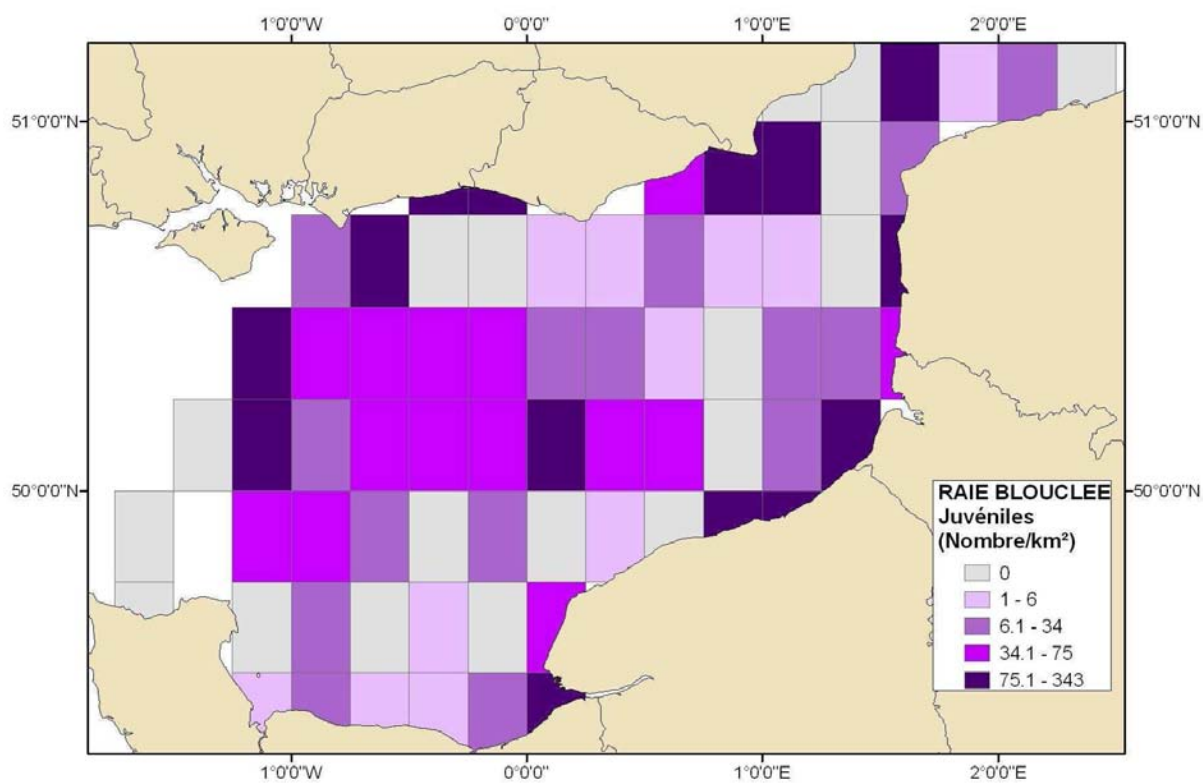 1°0'0"W 0°0'0" 1°0'0"E 2°0'0"E
51°0'0"N 51°0'0"N
50°0'0"N 50°0'0"N
RAIE BLOUCLEE
Juvéniles
(Nombre/km²)
0
1 - 6
6.1 - 34
34.1 - 75
75.1 - 343
1°0'0"W 0°0'0" 1°0'0"E 2°0'0"E